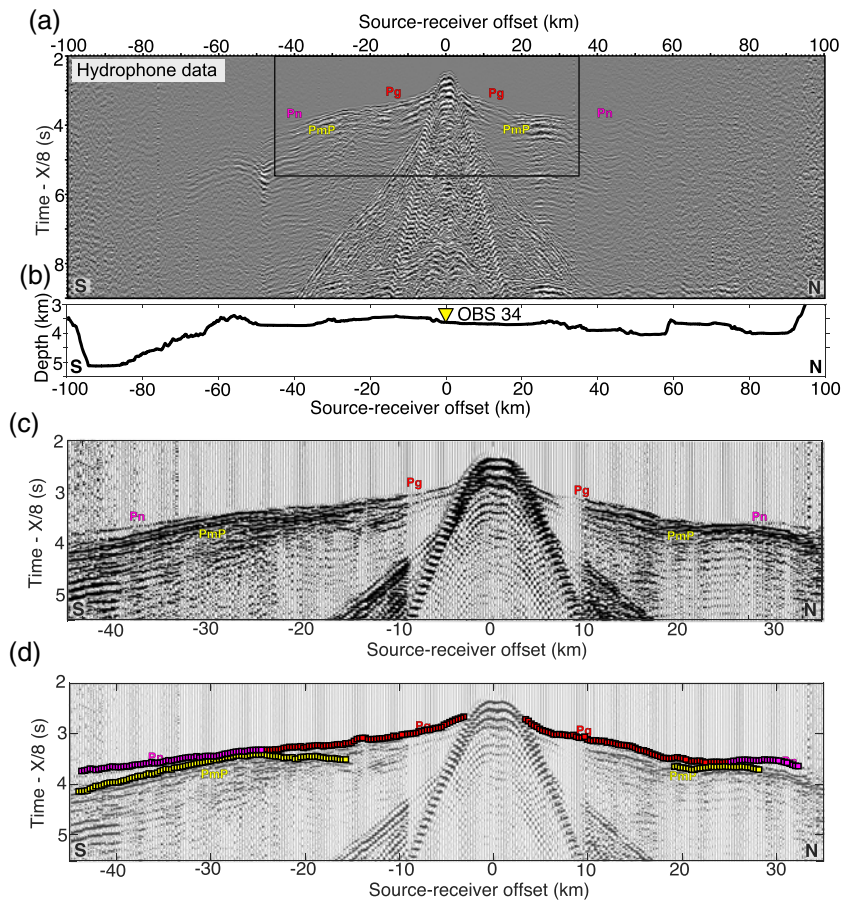 (a)
Source-receiver offset (km)
-100 -80 -60 -40 -20 0 20 40 60 80 100
Hydrophone data
2
4
6
8
Time - X/8 (s)
Pg
Pg
Pn
Pn
PmP
PmP
S
N
(b)
3
5
Depth (km)
OBS 34
S
N
-100 -80 -60 -40 -20 0 20 40 60 80 100
Source-receiver offset (km)
(c)
2
3
4
5
Time - X/8 (s)
Pg
Pg
Pn
Pn
PmP
PmP
S
N
-40 -30 -20 -10 0 10 20 30
Source-receiver offset (km)
(d)
2
3
4
5
Time - X/8 (s)
Pg
Pg
Pn
PmP
PmP
S
N
-40 -30 -20 -10 0 10 20 30
Source-receiver offset (km)